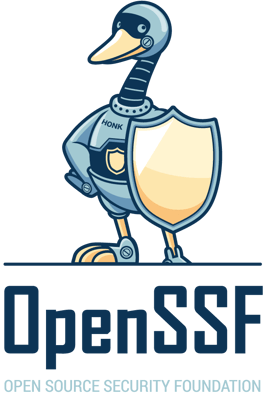 HONK
OpenSSF
OPEN SOURCE SECURITY FOUNDATION